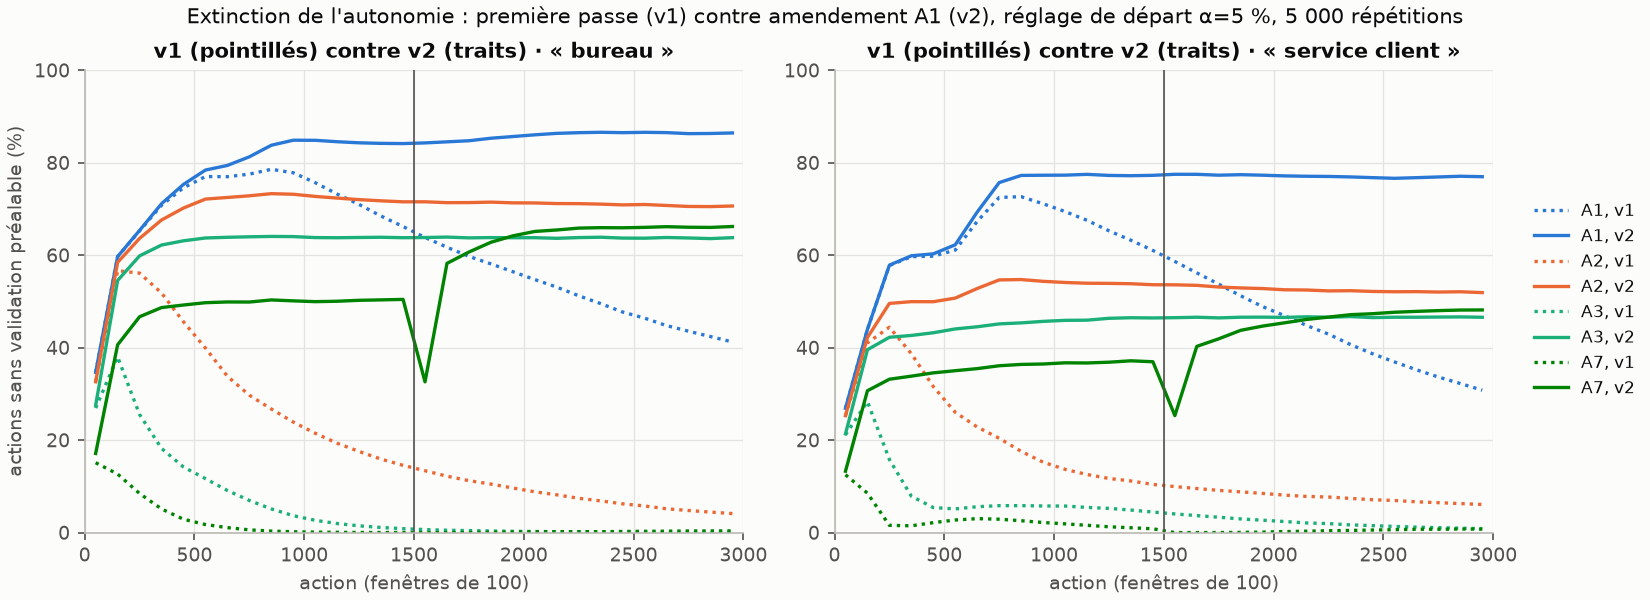 Extinction de l'autonomie : première passe (v1) contre amendement A1 (v2), réglage de départ α=5 %, 5 000 répétitions
v1 (pointillés) contre v2 (traits) · « bureau »
actions sans validation préalable (%)
100
80
60
40
20
0
0 500 1000 1500 2000 2500 3000
action (fenêtres de 100)
v1 (pointillés) contre v2 (traits) · « service client »
100
80
60
40
20
0
0 500 1000 1500 2000 2500 3000
action (fenêtres de 100)
A1, v1
A1, v2
A2, v1
A2, v2
A3, v1
A3, v2
A7, v1
A7, v2